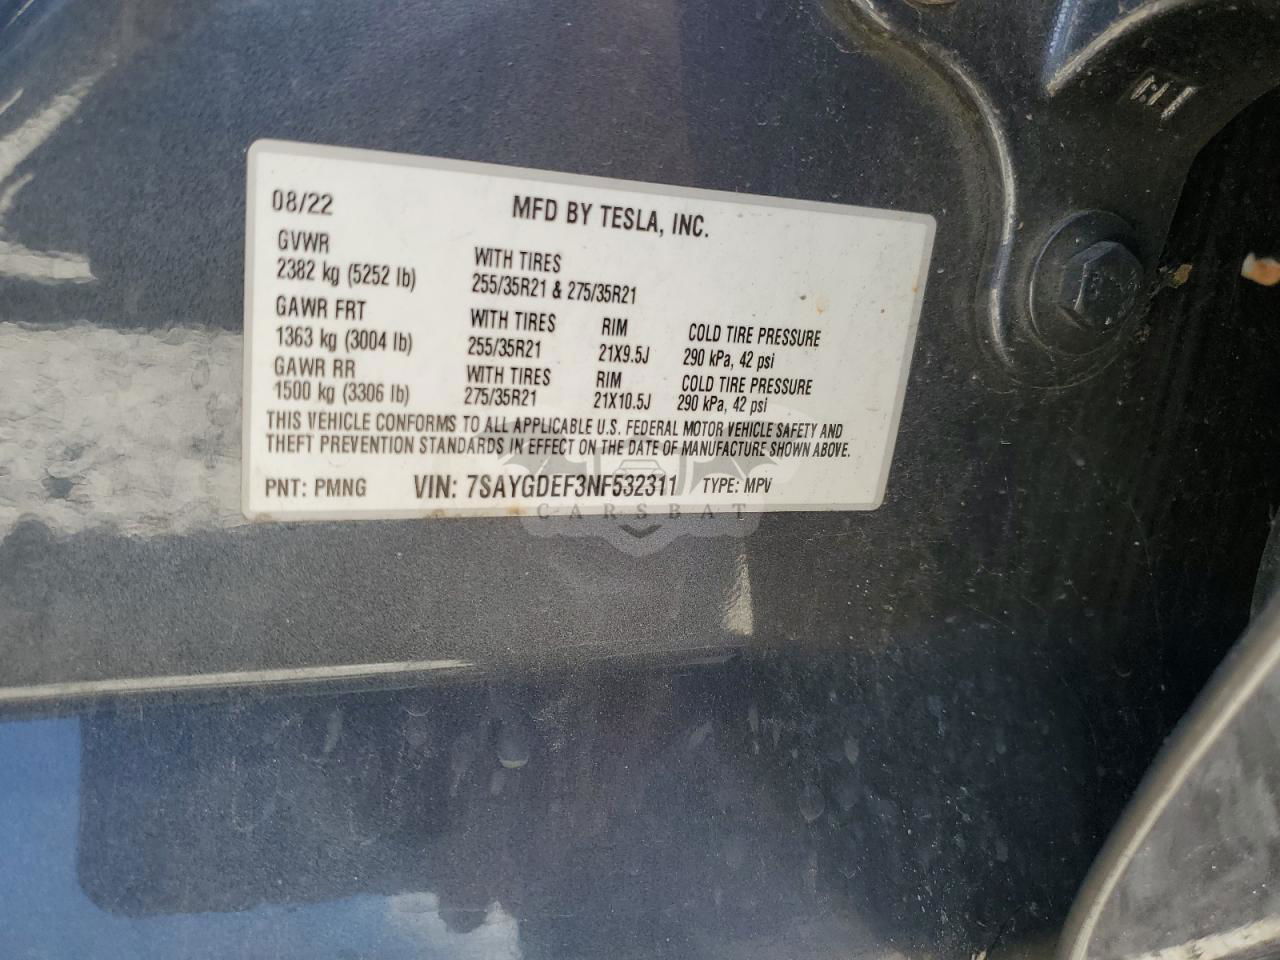 08/22 MFD BY TESLA, INC.
GVWR WITH TIRES
2382 kg (5252 lb) 255/35R21 & 275/35R21
GAWR FRT WITH TIRES RIM COLD TIRE PRESSURE
1363 kg (3004 lb) 255/35R21 21X9.5J 290 kPa, 42 psi
GAWR RR WITH TIRES RIM COLD TIRE PRESSURE
1500 kg (3306 lb) 275/35R21 21X10.5J 290 kPa, 42 psi
THIS VEHICLE CONFORMS TO ALL APPLICABLE U.S. FEDERAL MOTOR VEHICLE SAFETY AND
THEFT PREVENTION STANDARDS IN EFFECT ON THE DATE OF MANUFACTURE SHOWN ABOVE.
PNT: PMNG VIN: 7SAYGDEF3NF532311 TYPE: MPV
CARSBAT